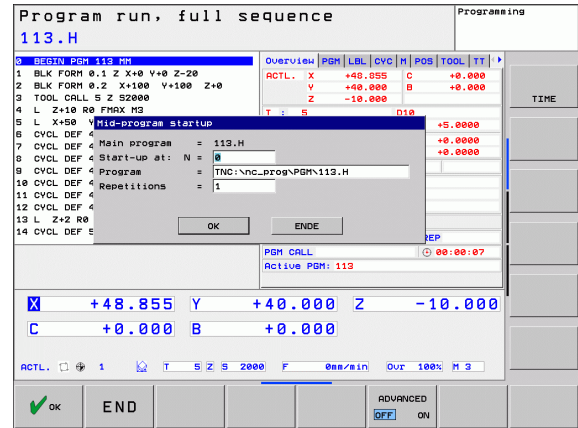 Program run, full sequence
Programming
113.H
0 BEGIN PGM 113 MM
1 BLK FORM 0.1 Z X+0 Y+0 Z-20
2 BLK FORM 0.2 X+100 Y+100 Z+0
3 TOOL CALL 5 Z S2000
4 L Z+10 R0 FMAX M3
5 L X+50
6 CYCL DEF 4
7 CYCL DEF 4
8 CYCL DEF 4
9 CYCL DEF 4
10 CYCL DEF 4
11 CYCL DEF 4
12 CYCL DEF 4
13 L Z+2 R0
14 CYCL DEF 5
Overview PGM LBL CYC M POS TOOL TT
ACTL. X +48.855 C +0.000
Y +40.000 B +0.000
Z -10.000
T : 5 D10
+5.0000
+0.0000
+0.0000
REP
PGM CALL 00:00:07
Active PGM: 113
Mid-program startup
Main program = 113.H
Start-up at: N = 0
Program = TNC:\nc_prog\PGM\113.H
Repetitions = 1
OK ENDE
TIME
X +48.855 Y +40.000 Z -10.000
C +0.000 B +0.000
ACTL. 1 T 5 Z S 2000 F 0mm/min Ovr 100% M 3
OK
END
ADVANCED
OFF ON